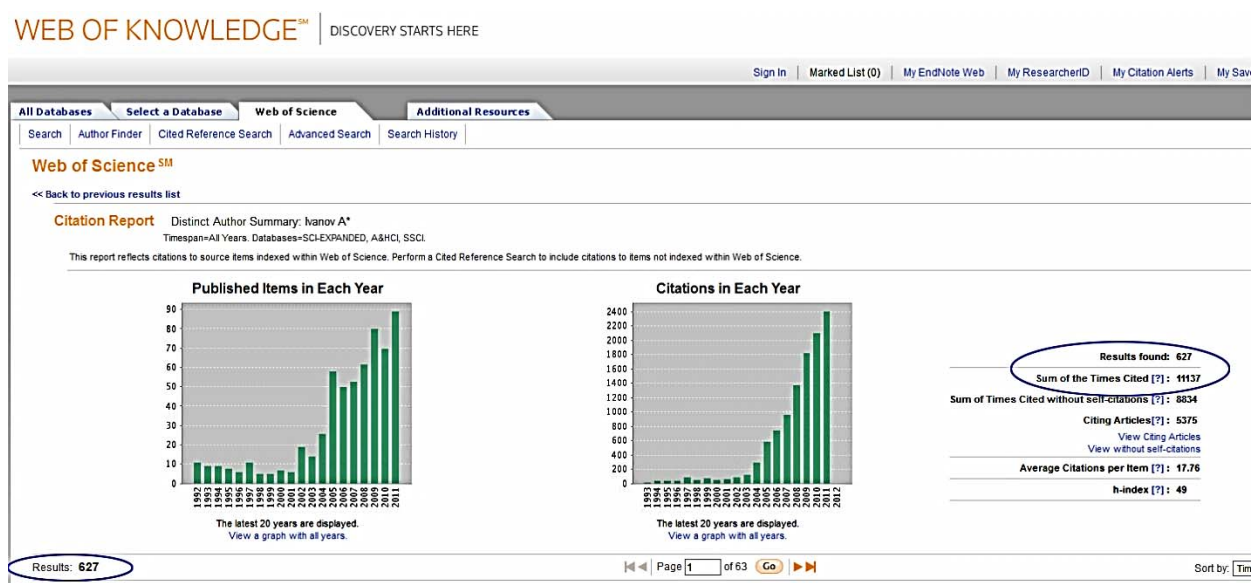 WEB OF KNOWLEDGE℠ | DISCOVERY STARTS HERE
Sign In | Marked List (0) | My EndNote Web | My ResearcherID | My Citation Alerts | My Save
All Databases Select a Database Web of Science Additional Resources
Search | Author Finder | Cited Reference Search | Advanced Search | Search History
Web of Science ℠
<< Back to previous results list
Citation Report Distinct Author Summary: Ivanov A*
Timespan=All Years. Databases=SCI-EXPANDED, A&HCI, SSCI.
This report reflects citations to source items indexed within Web of Science. Perform a Cited Reference Search to include citations to items not indexed within Web of Science.
Published Items in Each Year
90
80
70
60
50
40
30
20
10
0
1992 1993 1994 1995 1996 1997 1998 1999 2000 2001 2002 2003 2004 2005 2006 2007 2008 2009 2010 2011
The latest 20 years are displayed.
View a graph with all years.
Citations in Each Year
2400
2200
2000
1800
1600
1400
1200
1000
800
600
400
200
0
1993 1994 1995 1996 1997 1998 1999 2000 2001 2002 2003 2004 2005 2006 2007 2008 2009 2010 2011 2012
The latest 20 years are displayed.
View a graph with all years.
Results found: 627
Sum of the Times Cited [?] : 11137
Sum of Times Cited without self-citations [?] : 8834
Citing Articles[?] : 5375
View Citing Articles
View without self-citations
Average Citations per Item [?] : 17.76
h-index [?] : 49
Results: 627
Page 1 of 63 Go
Sort by: Tim